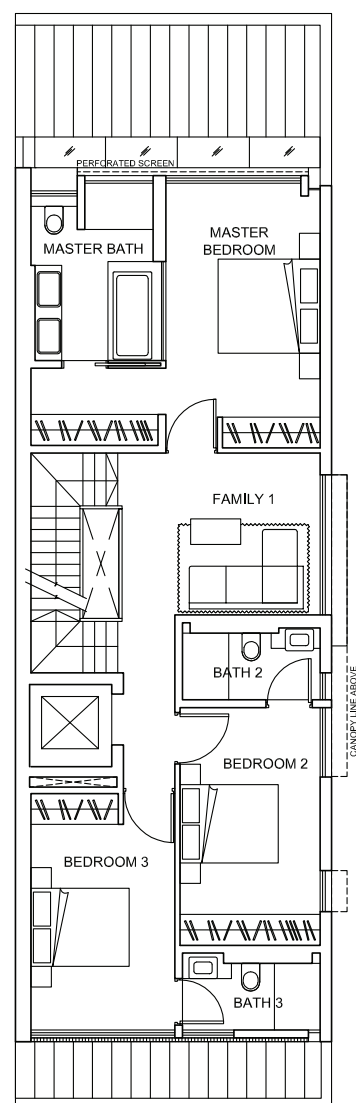 PERFORATED SCREEN
MASTER BATH
MASTER
BEDROOM
FAMILY 1
BATH 2
CANOPY LINE ABOVE
BEDROOM 2
BEDROOM 3
BATH 3